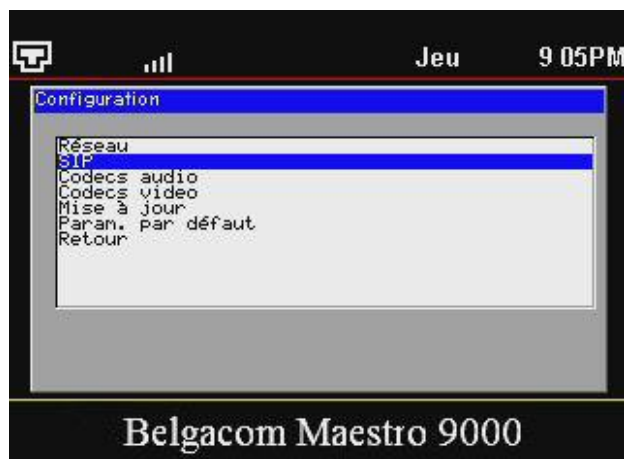 Jeu 9 05PM
Configuration
Réseau
SIP
Codecs audio
Codecs video
Mise à jour
Param. par défaut
Retour
Belgacom Maestro 9000